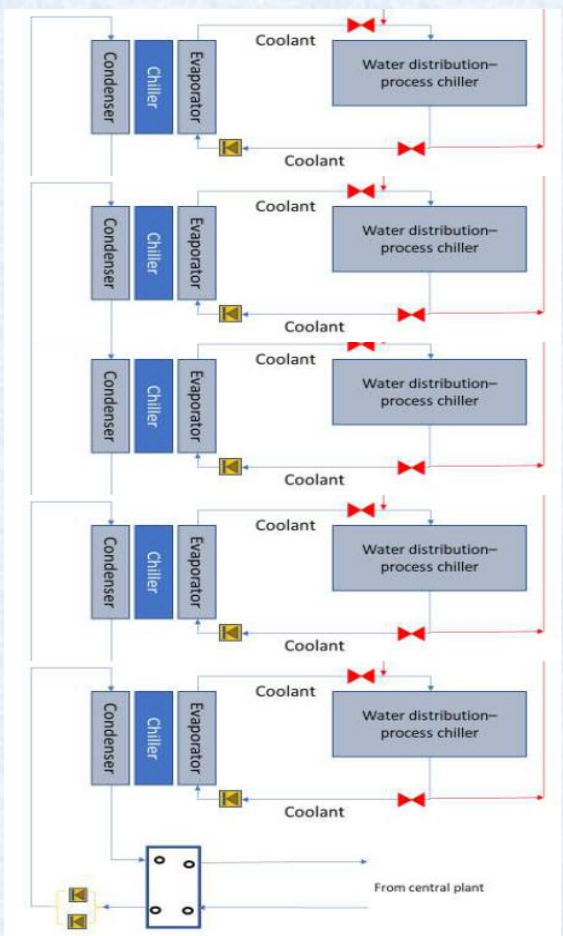 Condenser
Chiller
Evaporator
Coolant
Water distribution–
process chiller
Coolant
Condenser
Chiller
Evaporator
Coolant
Water distribution–
process chiller
Coolant
Condenser
Chiller
Evaporator
Coolant
Water distribution–
process chiller
Coolant
Condenser
Chiller
Evaporator
Coolant
Water distribution–
process chiller
Coolant
Condenser
Chiller
Evaporator
Coolant
Water distribution–
process chiller
Coolant
From central plant